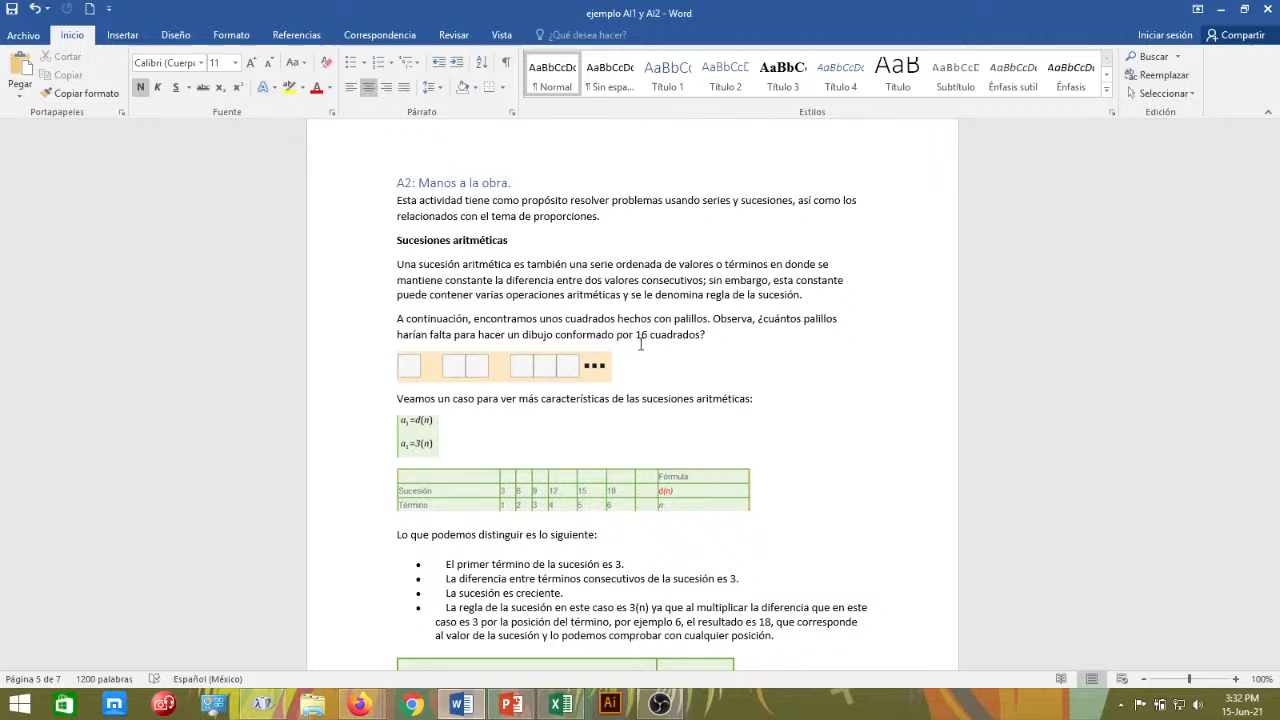 ejemplo AI1 y AI2 - Word
Archivo Inicio Insertar Diseño Formato Referencias Correspondencia Revisar Vista ¿Qué desea hacer? Iniciar sesión Compartir
Pegar
Cortar
Copiar
Copiar formato
Calibri (Cuerpo 11
N K S
AaBbCcDc AaBbCcDc AaBbCc AaBbCcD AaBbC AaBbCcDc AaB AaBbCcD AaBbCcDc AaBbCcDc
¶ Normal ¶ Sin espa... Título 1 Título 2 Título 3 Título 4 Título Subtítulo Énfasis sutil Énfasis
Buscar
Reemplazar
Seleccionar
Portapapeles Fuente Párrafo Estilos Edición
A2: Manos a la obra.
Esta actividad tiene como propósito resolver problemas usando series y sucesiones, así como los
relacionados con el tema de proporciones.
Sucesiones aritméticas
Una sucesión aritmética es también una serie ordenada de valores o términos en donde se
mantiene constante la diferencia entre dos valores consecutivos; sin embargo, esta constante
puede contener varias operaciones aritméticas y se le denomina regla de la sucesión.
A continuación, encontramos unos cuadrados hechos con palillos. Observa, ¿cuántos palillos
harían falta para hacer un dibujo conformado por 16 cuadrados?
Veamos un caso para ver más características de las sucesiones aritméticas:
a₁=d(n)
a₁=3(n)
Fórmula
Sucesión 3 6 9 12 15 18 d(n)
Término 1 2 3 4 5 6 n
Lo que podemos distinguir es lo siguiente:
• El primer término de la sucesión es 3.
• La diferencia entre términos consecutivos de la sucesión es 3.
• La sucesión es creciente.
• La regla de la sucesión en este caso es 3(n) ya que al multiplicar la diferencia que en este
caso es 3 por la posición del término, por ejemplo 6, el resultado es 18, que corresponde
al valor de la sucesión y lo podemos comprobar con cualquier posición.
Página 5 de 7 1200 palabras Español (México) 100%
3:32 PM
15-Jun-21